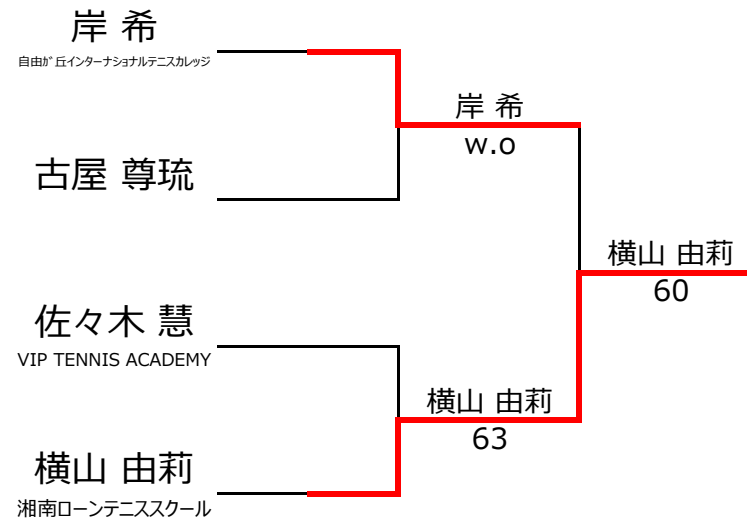 岸 希
自由が丘インターナショナルテニスカレッジ
古屋 尊琉
佐々木 慧
VIP TENNIS ACADEMY
横山 由莉
湘南ローンテニススクール
岸 希
w.o
横山 由莉
63
横山 由莉
60